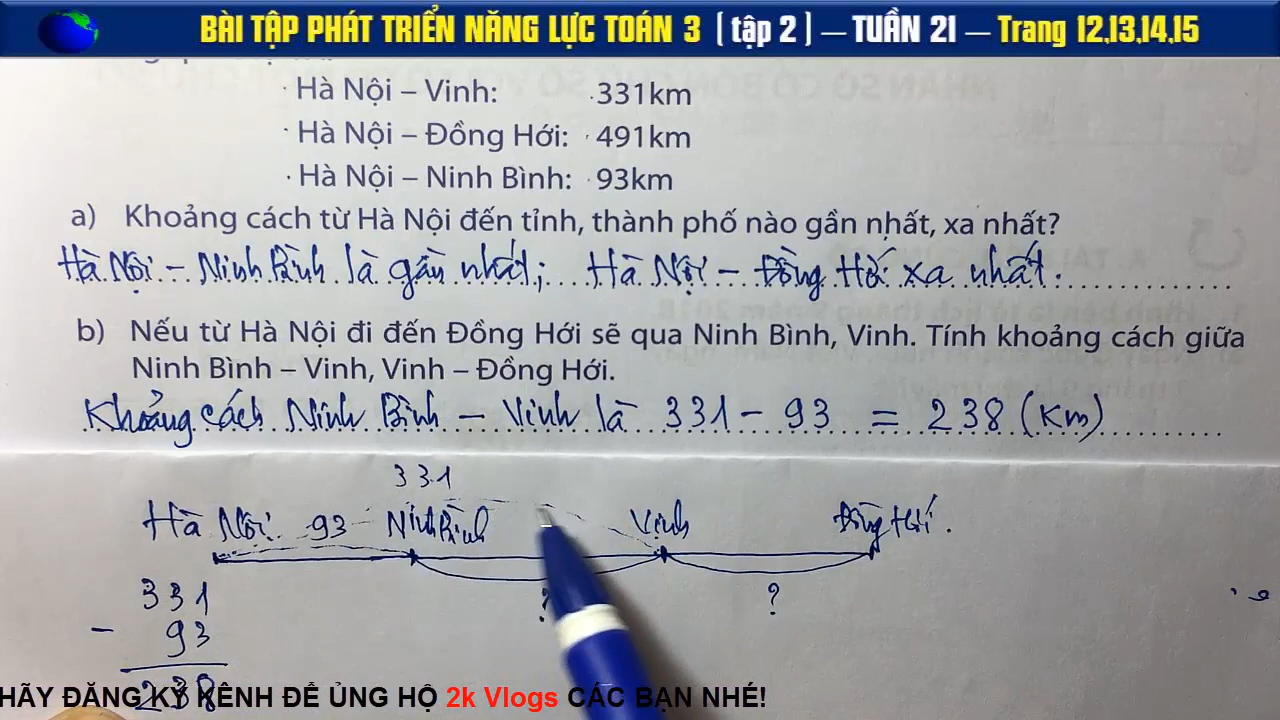 BÀI TẬP PHÁT TRIỂN NĂNG LỰC TOÁN 3 ( tập 2 ) – TUẦN 21 – Trang 12,13,14,15
· Hà Nội – Vinh: 331km
· Hà Nội – Đồng Hới: 491km
· Hà Nội – Ninh Bình: 93km
a) Khoảng cách từ Hà Nội đến tỉnh, thành phố nào gần nhất, xa nhất?
Hà Nội – Ninh Bình là gần nhất; Hà Nội – Đồng Hới xa nhất.
b) Nếu từ Hà Nội đi đến Đồng Hới sẽ qua Ninh Bình, Vinh. Tính khoảng cách giữa
Ninh Bình – Vinh, Vinh – Đồng Hới.
Khoảng cách Ninh Bình – Vinh là 331 – 93 = 238 (Km)
331
Hà Nội 93 Ninh Bình Vinh Đồng Hới.
? ?
331
– 93
238
HÃY ĐĂNG KÝ KÊNH ĐỂ ỦNG HỘ 2k Vlogs CÁC BẠN NHÉ!